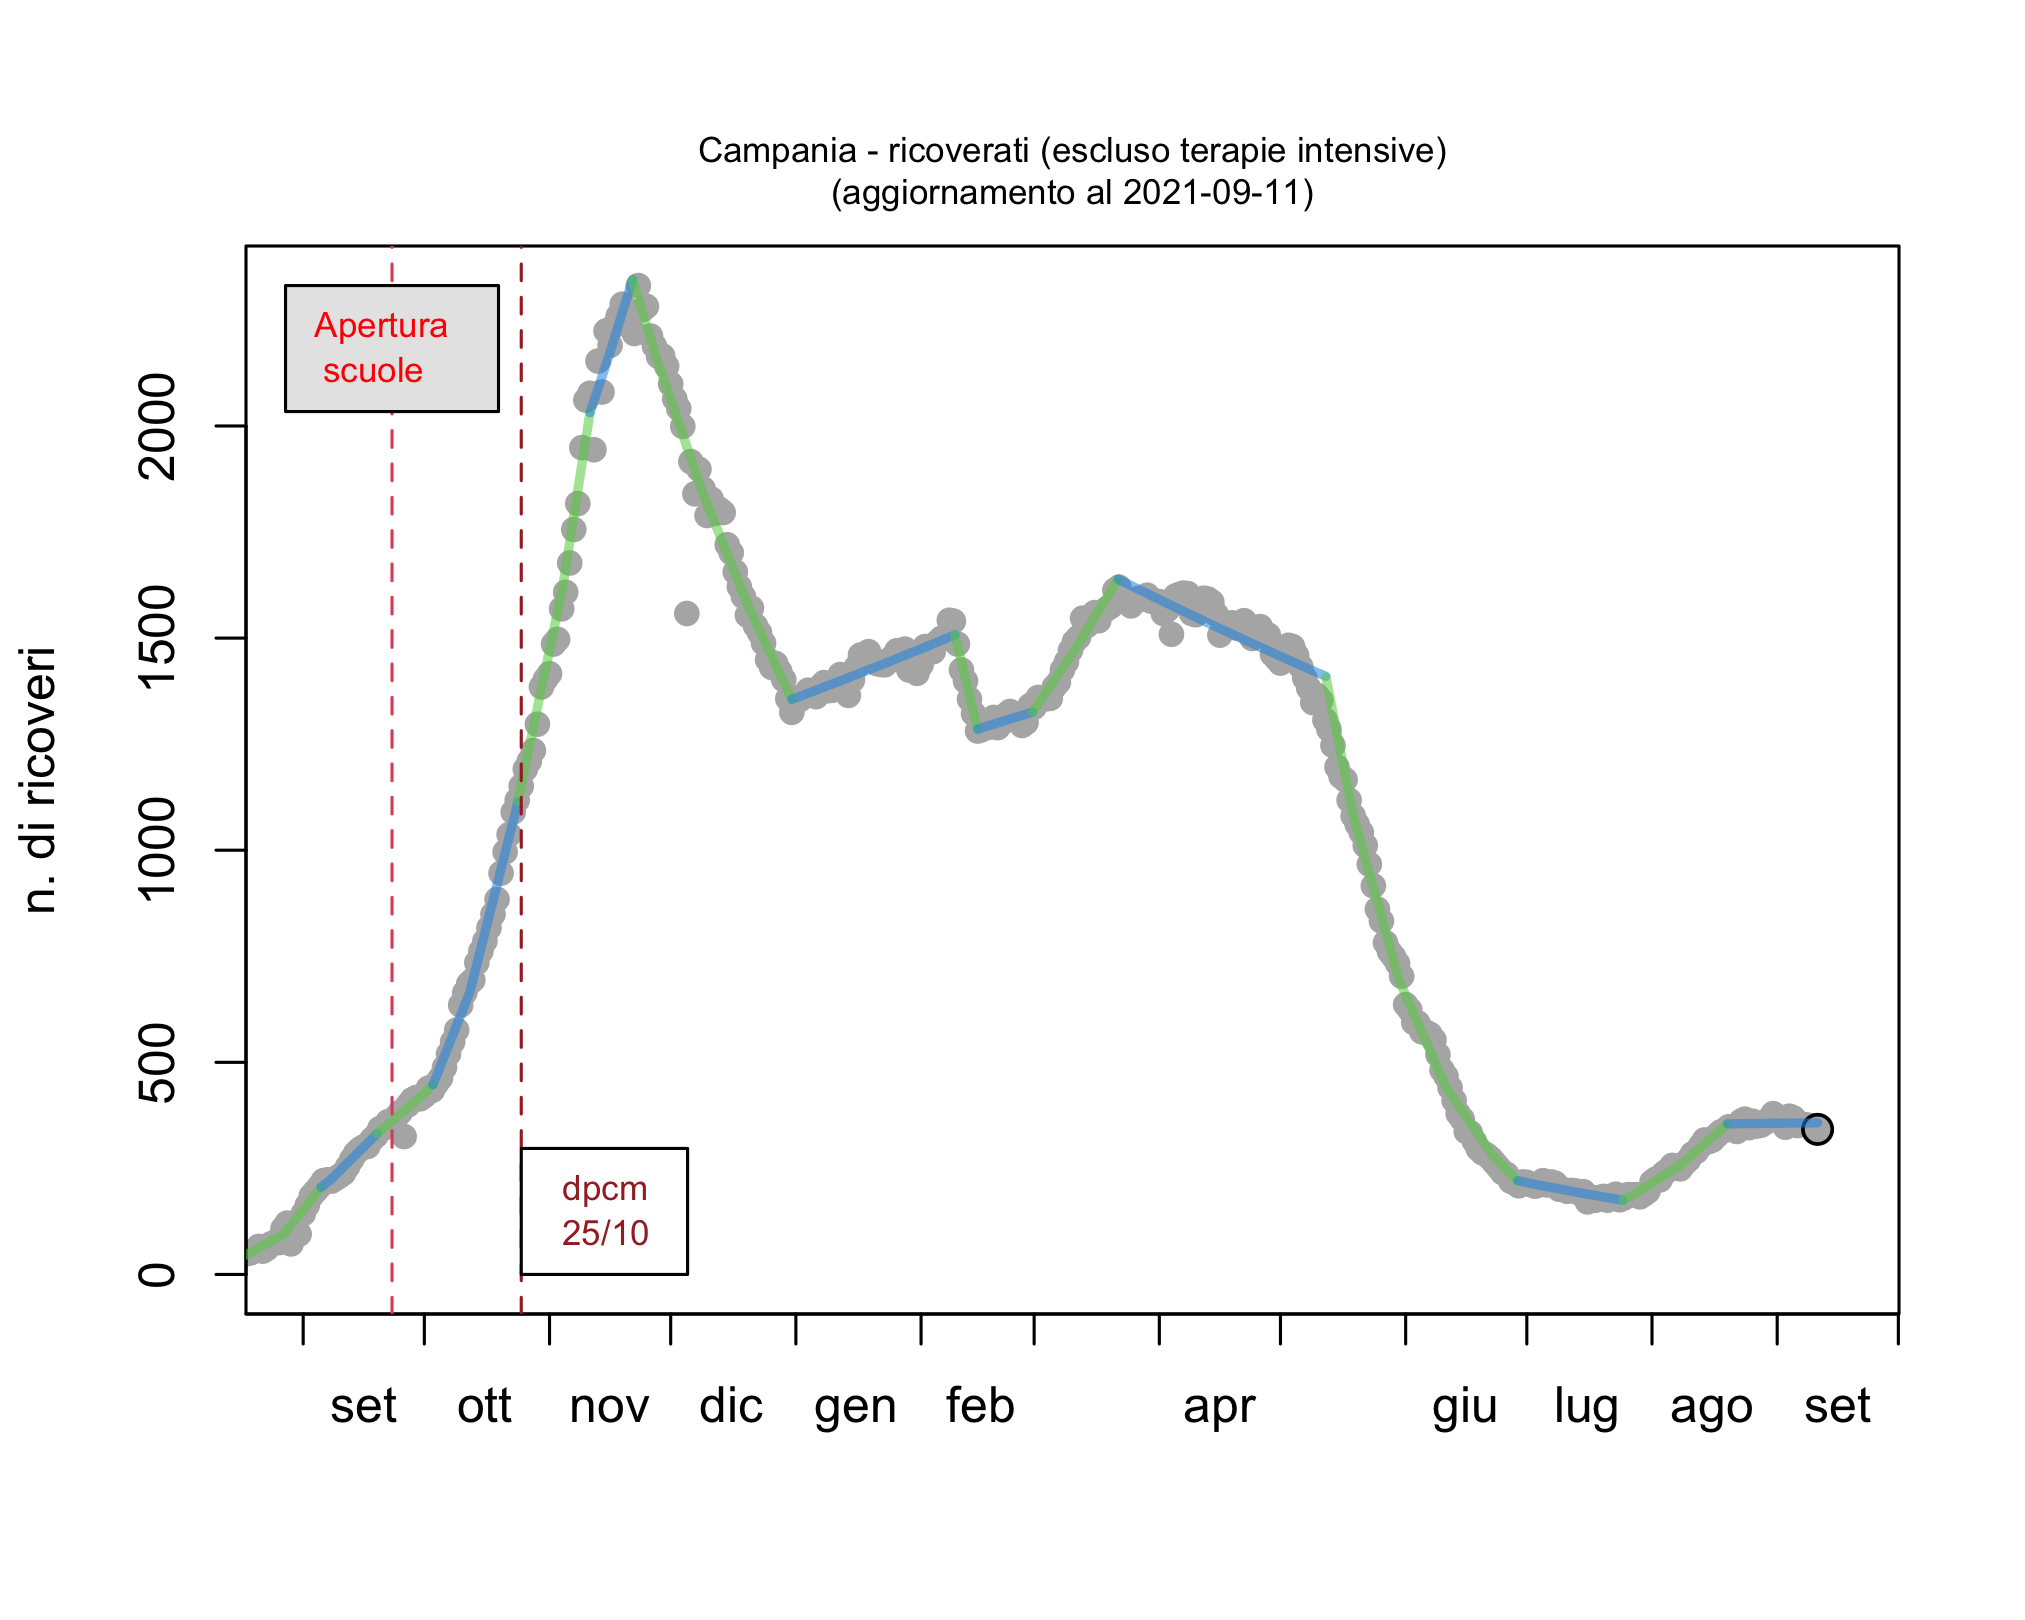 Campania - ricoverati (escluso terapie intensive)
(aggiornamento al 2021-09-11)
Apertura
scuole
n. di ricoveri
2000
1500
1000
500
0
dpcm
25/10
set ott nov dic gen feb apr giu lug ago set